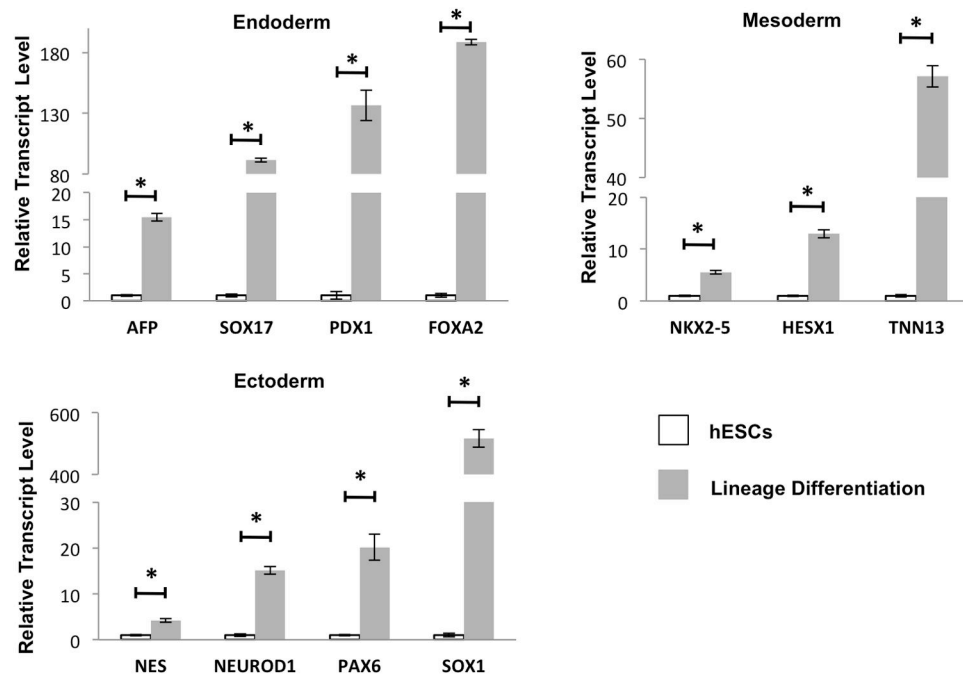 Endoderm
Relative Transcript Level
180
130
80
20
15
10
5
0
*
*
*
*
AFP SOX17 PDX1 FOXA2
Mesoderm
Relative Transcript Level
60
50
40
20
10
0
*
*
*
NKX2-5 HESX1 TNN13
Ectoderm
Relative Transcript Level
600
400
30
20
10
0
*
*
*
*
NES NEUROD1 PAX6 SOX1
hESCs
Lineage Differentiation